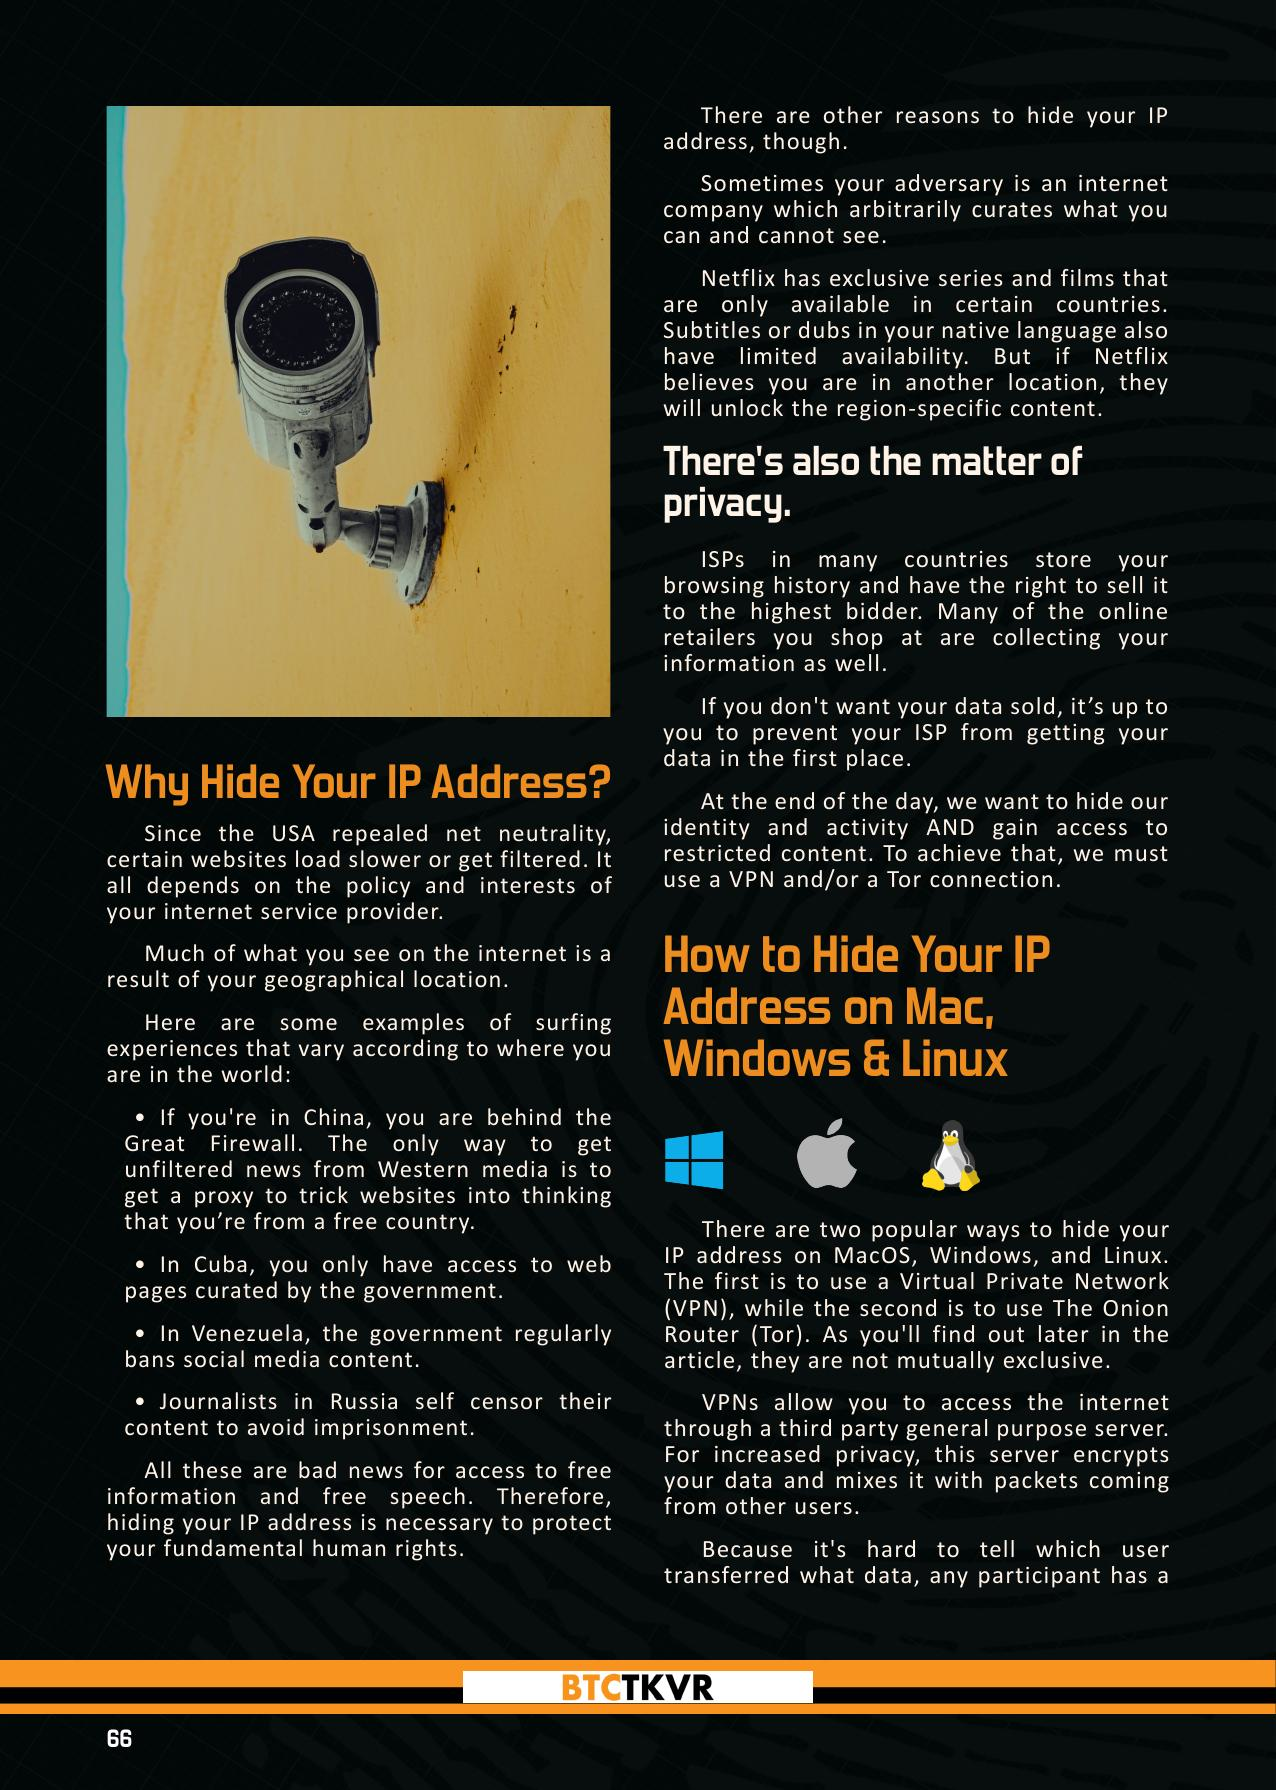 Why Hide Your IP Address?
Since the USA repealed net neutrality,
certain websites load slower or get filtered. It
all depends on the policy and interests of
your internet service provider.
Much of what you see on the internet is a
result of your geographical location.
Here are some examples of surfing
experiences that vary according to where you
are in the world:
• If you're in China, you are behind the
Great Firewall. The only way to get
unfiltered news from Western media is to
get a proxy to trick websites into thinking
that you’re from a free country.
• In Cuba, you only have access to web
pages curated by the government.
• In Venezuela, the government regularly
bans social media content.
• Journalists in Russia self censor their
content to avoid imprisonment.
All these are bad news for access to free
information and free speech. Therefore,
hiding your IP address is necessary to protect
your fundamental human rights.
There are other reasons to hide your IP
address, though.
Sometimes your adversary is an internet
company which arbitrarily curates what you
can and cannot see.
Netflix has exclusive series and films that
are only available in certain countries.
Subtitles or dubs in your native language also
have limited availability. But if Netflix
believes you are in another location, they
will unlock the region-specific content.
There's also the matter of
privacy.
ISPs in many countries store your
browsing history and have the right to sell it
to the highest bidder. Many of the online
retailers you shop at are collecting your
information as well.
If you don't want your data sold, it’s up to
you to prevent your ISP from getting your
data in the first place.
At the end of the day, we want to hide our
identity and activity AND gain access to
restricted content. To achieve that, we must
use a VPN and/or a Tor connection.
How to Hide Your IP
Address on Mac,
Windows & Linux
There are two popular ways to hide your
IP address on MacOS, Windows, and Linux.
The first is to use a Virtual Private Network
(VPN), while the second is to use The Onion
Router (Tor). As you'll find out later in the
article, they are not mutually exclusive.
VPNs allow you to access the internet
through a third party general purpose server.
For increased privacy, this server encrypts
your data and mixes it with packets coming
from other users.
Because it's hard to tell which user
transferred what data, any participant has a
BTCTKVR
66